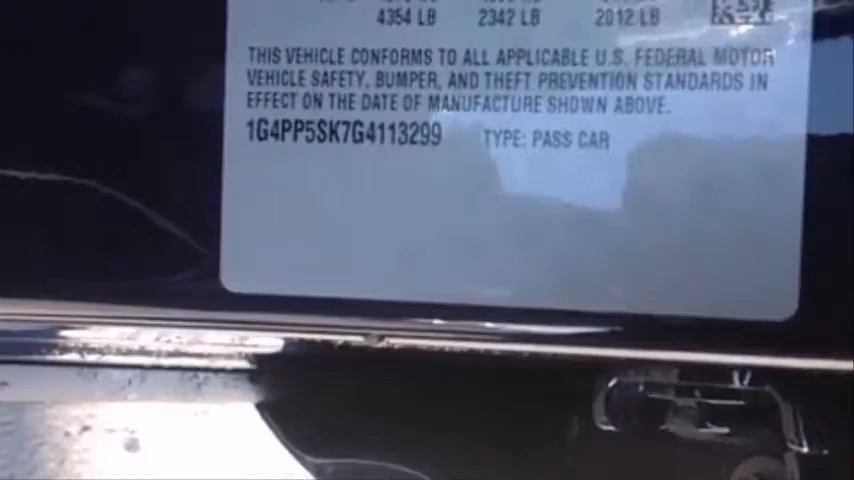 4354 LB 2342 LB 2012 LB
THIS VEHICLE CONFORMS TO ALL APPLICABLE U.S. FEDERAL MOTOR
VEHICLE SAFETY, BUMPER, AND THEFT PREVENTION STANDARDS IN
EFFECT ON THE DATE OF MANUFACTURE SHOWN ABOVE.
1G4PP5SK7G4113299 TYPE: PASS CAR